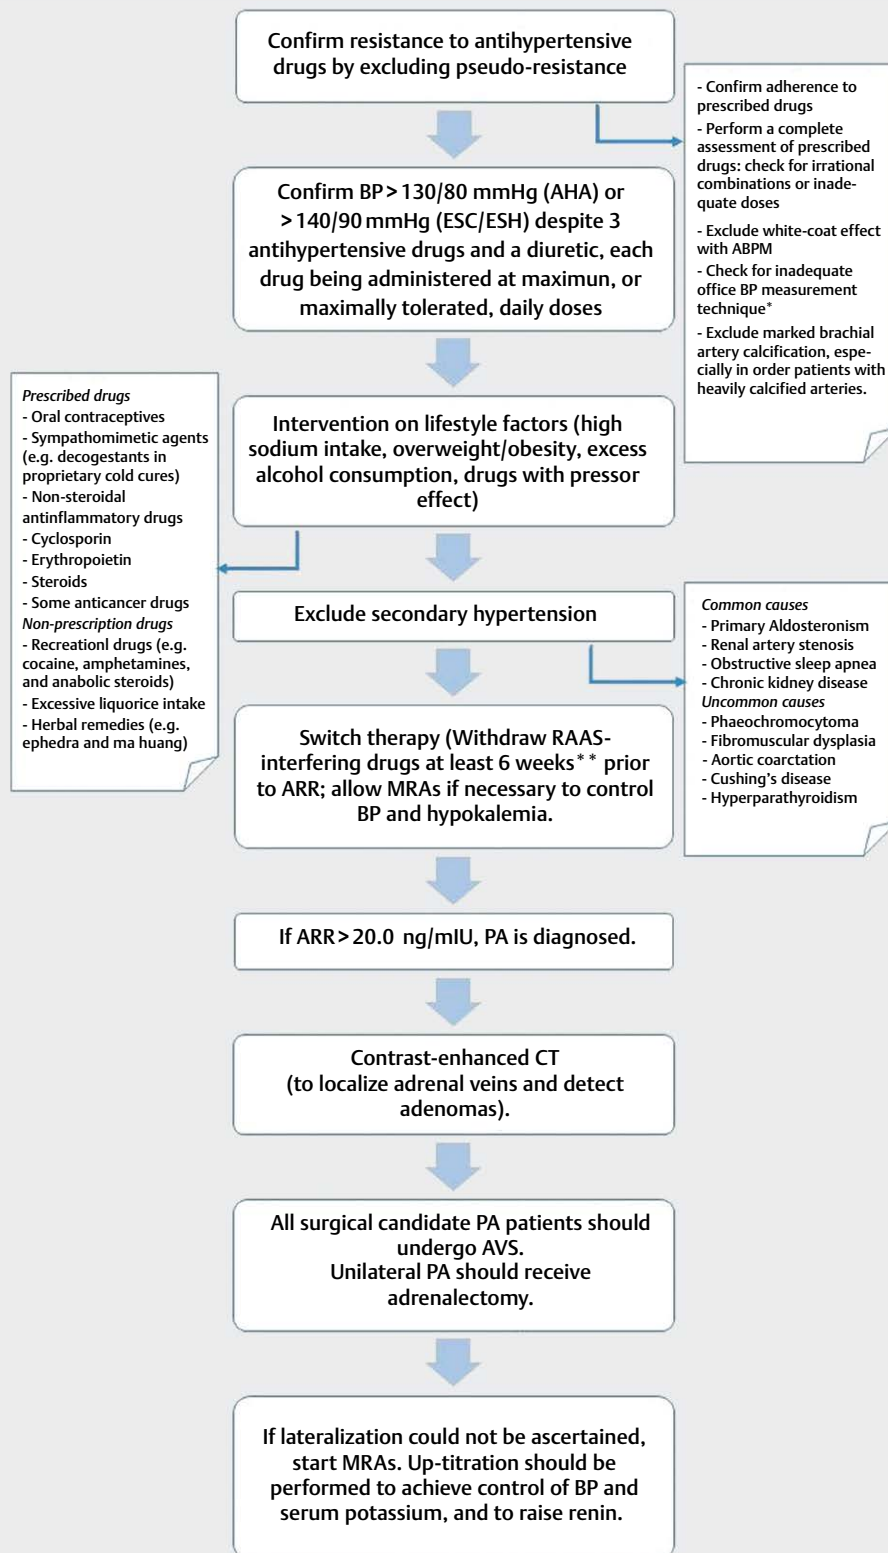 Confirm resistance to antihypertensive
drugs by excluding pseudo-resistance
- Confirm adherence to
prescribed drugs
- Perform a complete
assessment of prescribed
drugs: check for irrational
combinations or inade-
quate doses
- Exclude white-coat effect
with ABPM
- Check for inadequate
office BP measurement
technique*
- Exclude marked brachial
artery calcification, espe-
cially in order patients with
heavily calcified arteries.
Confirm BP > 130/80 mmHg (AHA) or
> 140/90 mmHg (ESC/ESH) despite 3
antihypertensive drugs and a diuretic, each
drug being administered at maximun, or
maximally tolerated, daily doses
Intervention on lifestyle factors (high
sodium intake, overweight/obesity, excess
alcohol consumption, drugs with pressor
effect)
Prescribed drugs
- Oral contraceptives
- Sympathomimetic agents
(e.g. decogestants in
proprietary cold cures)
- Non-steroidal
antinflammatory drugs
- Cyclosporin
- Erythropoietin
- Steroids
- Some anticancer drugs
Non-prescription drugs
- Recreationl drugs (e.g.
cocaine, amphetamines,
and anabolic steroids)
- Excessive liquorice intake
- Herbal remedies (e.g.
ephedra and ma huang)
Exclude secondary hypertension
Common causes
- Primary Aldosteronism
- Renal artery stenosis
- Obstructive sleep apnea
- Chronic kidney disease
Uncommon causes
- Phaeochromcytoma
- Fibromuscular dysplasia
- Aortic coarctation
- Cushing's disease
- Hyperparathyroidism
Switch therapy (Withdraw RAAS-
interfering drugs at least 6 weeks** prior
to ARR; allow MRAs if necessary to control
BP and hypokalemia.
If ARR > 20.0 ng/mIU, PA is diagnosed.
Contrast-enhanced CT
(to localize adrenal veins and detect
adenomas).
All surgical candidate PA patients should
undergo AVS.
Unilateral PA should receive
adrenalectomy.
If lateralization could not be ascertained,
start MRAs. Up-titration should be
performed to achieve control of BP and
serum potassium, and to raise renin.